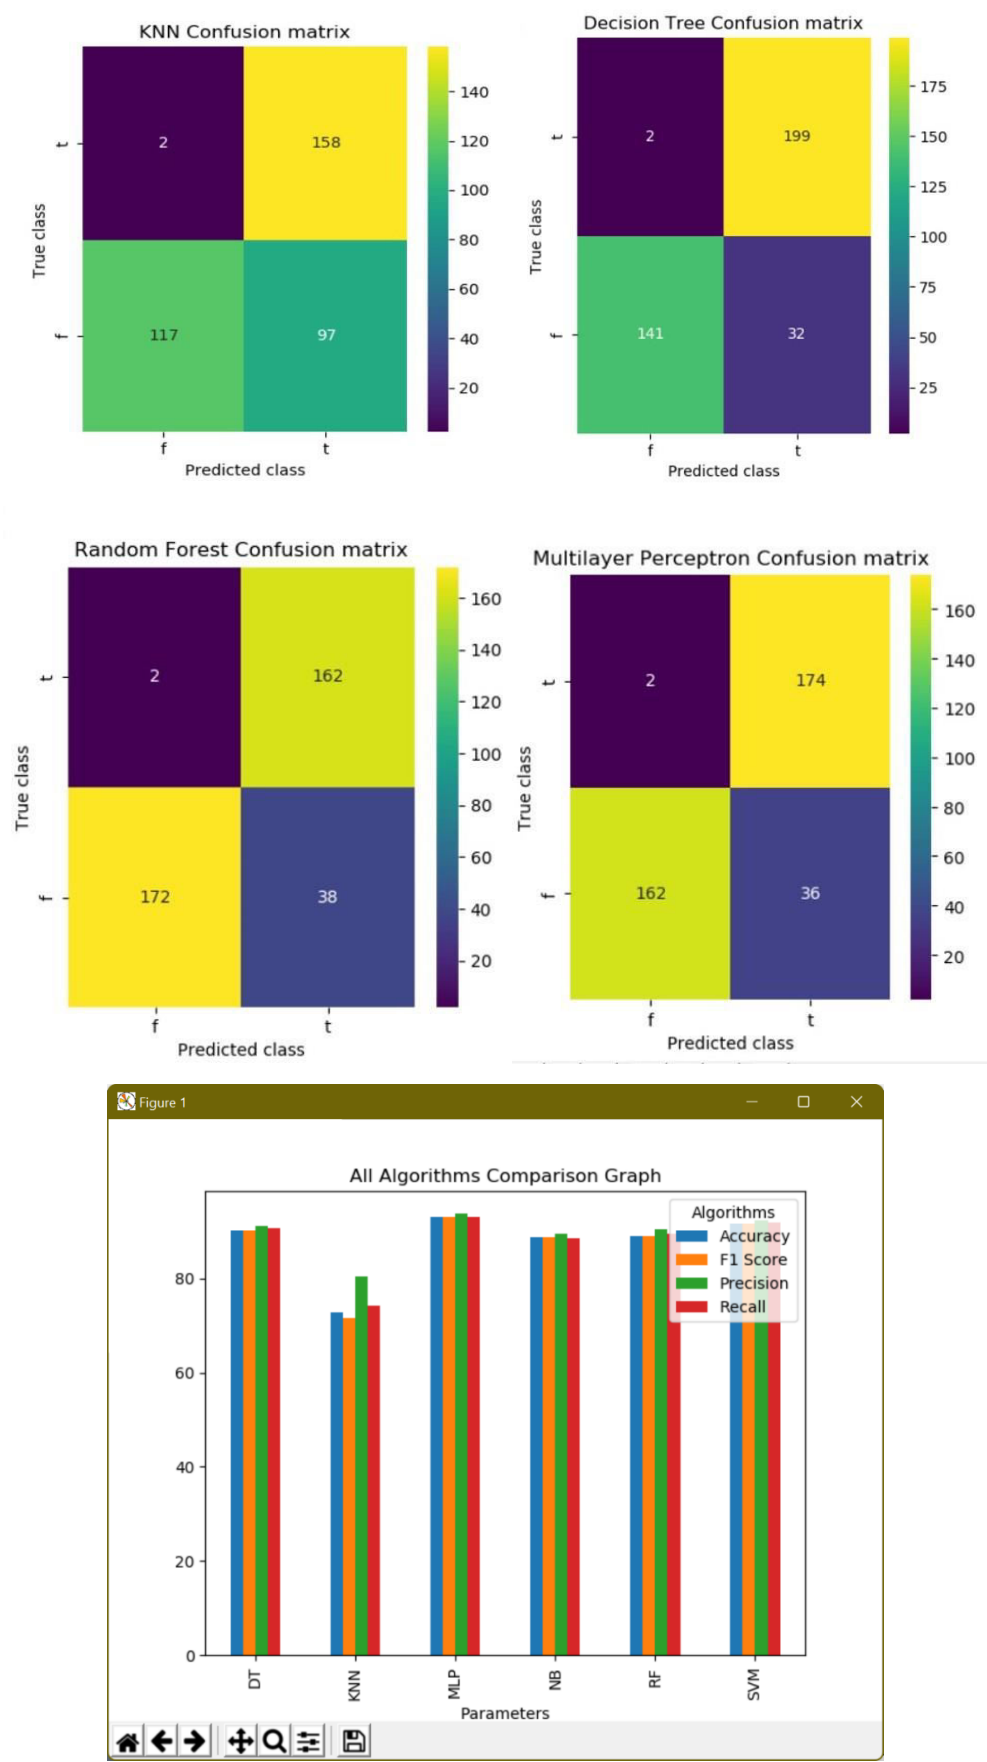 KNN Confusion matrix
t
2
158
140
120
100
80
60
40
20
True class
f
117
97
f
t
Predicted class
Decision Tree Confusion matrix
t
2
199
175
150
125
100
75
50
25
True class
f
141
32
f
t
Predicted class
Random Forest Confusion matrix
t
2
162
160
140
120
100
80
60
40
20
True class
f
172
38
f
t
Predicted class
Multilayer Perceptron Confusion matrix
t
2
174
160
140
120
100
80
60
40
20
True class
f
162
36
f
t
Predicted class
Figure 1
All Algorithms Comparison Graph
Algorithms
Accuracy
F1 Score
Precision
Recall
80
60
40
20
0
DT
KNN
MLP
NB
RF
SVM
Parameters